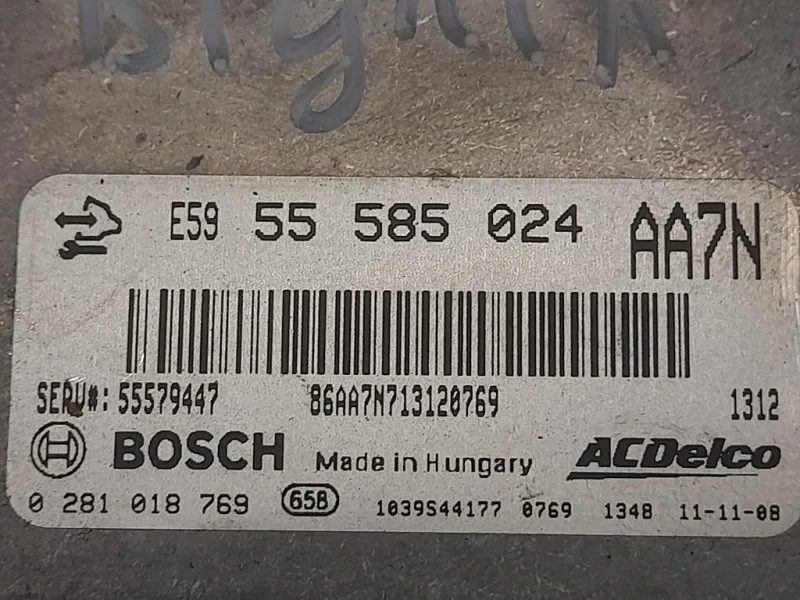 E59 55 585 024 AA7N
SERV#: 55579447 86AA7N713120769 1312
BOSCH Made in Hungary ACDelco
0 281 018 769 65B 1039S44177 0769 1348 11-11-08